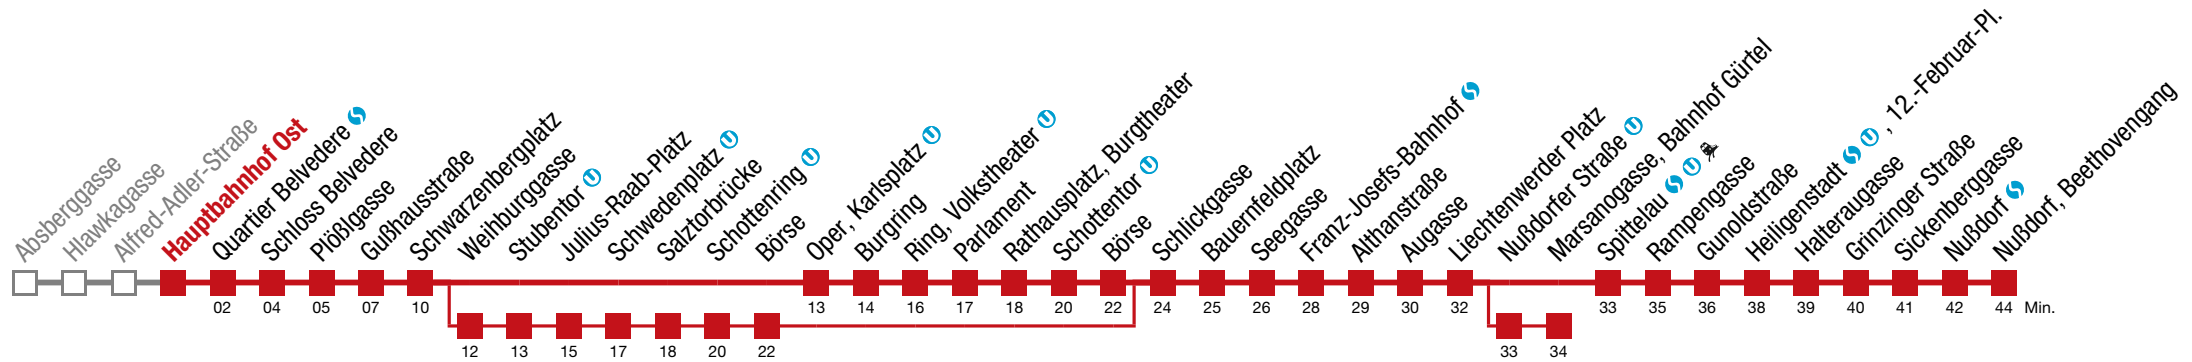 Absberggasse
Hlawkagasse
Alfred-Adler-Straße
Hauptbahnhof Ost
Quartier Belvedere
Schloss Belvedere
Plößlgasse
Gußhausstraße
Schwarzenbergplatz
Weihburggasse
Stubentor U
Julius-Raab-Platz
Schwedenplatz U
Salztorbrücke
Schottenring U
Börse
Oper, Karlsplatz U
Burgring
Ring, Volkstheater U
Parlament
Rathausplatz, Burgtheater
Schottentor U
Börse
Schlickgasse
Bauernfeldplatz
Seegasse
Franz-Josefs-Bahnhof
Althanstraße
Augasse
Liechtenwerder Platz
Nußdorfer Straße U
Marsanogasse, Bahnhof Gürtel
Spittelau U
Rampengasse
Gunoldstraße
Heiligenstadt U , 12.-Februar-Pl.
Halteraugasse
Grinzinger Straße
Sickenberggasse
Nußdorf
Nußdorf, Beethovengang
02 04 05 07 10 13 14 16 17 18 20 22 24 25 26 28 29 30 32 33 35 36 38 39 40 41 42 44 Min.
12 13 15 17 18 20 22 33 34